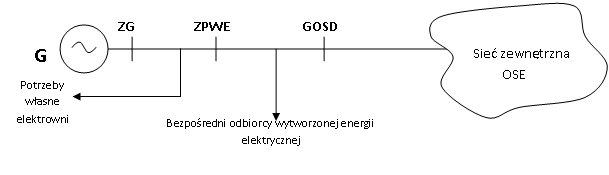 ZG
ZPWE
GOSD
G
Sieć zewnętrzna
OSE
Potrzeby
własne
elektrowni
Bezpośredni odbiorcy wytworzonej energii
elektrycznej